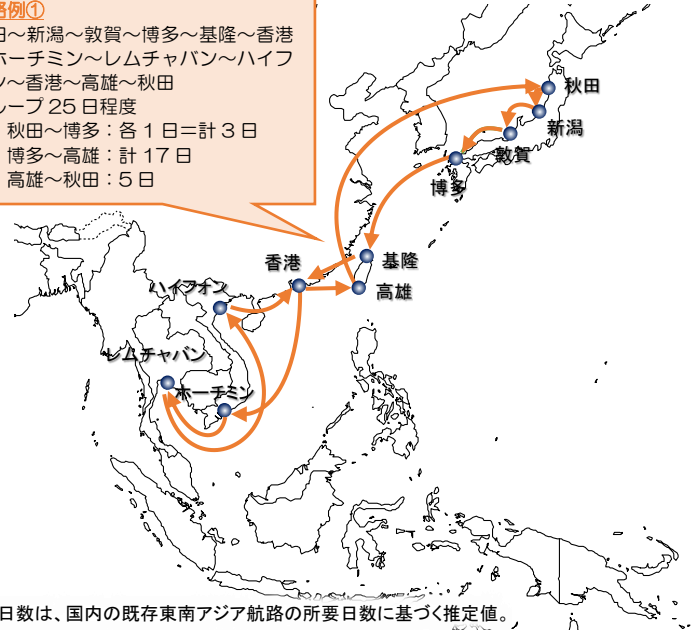 路例①
田～新潟～敦賀～博多～基隆～香港
ホーチミン～レムチャバン～ハイフ
ン～香港～高雄～秋田
ループ 25 日程度
秋田～博多：各 1 日＝計 3 日
博多～高雄：計 17 日
高雄～秋田：5 日
秋田
新潟
敦賀
博多
香港
基隆
ハイフォン
高雄
レムチャバン
ホーチミン
日数は、国内の既存東南アジア航路の所要日数に基づく推定値。